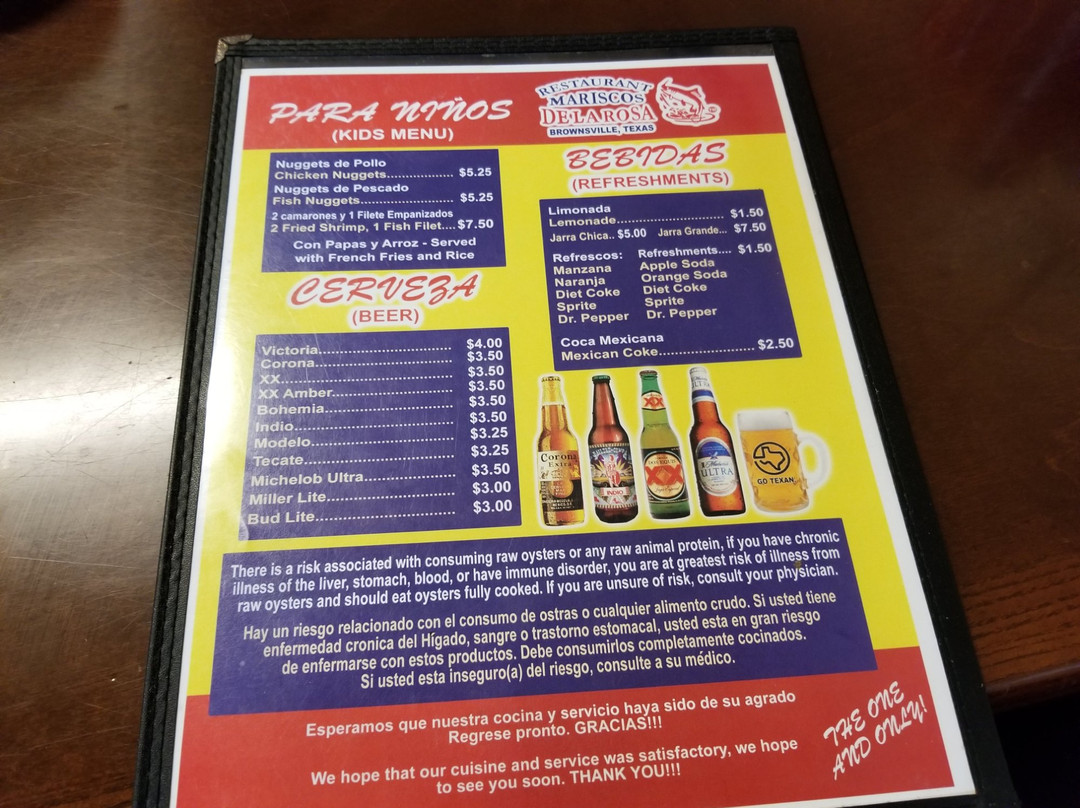 PARA NIÑOS
(KIDS MENU)
RESTAURANT
MARISCOS
DE LA ROSA
BROWNSVILLE, TEXAS
Nuggets de Pollo
Chicken Nuggets.................. $5.25
Nuggets de Pescado
Fish Nuggets......................... $5.25
2 camarones y 1 Filete Empanizados
2 Fried Shrimp, 1 Fish Filet.... $7.50
Con Papas y Arroz - Served
with French Fries and Rice
BEBIDAS
(REFRESHMENTS)
Limonada
Lemonade............................ $1.50
Jarra Chica.. $5.00 Jarra Grande... $7.50
Refrescos: Refreshments.... $1.50
Manzana Apple Soda
Naranja Orange Soda
Diet Coke Diet Coke
Sprite Sprite
Dr. Pepper Dr. Pepper
Coca Mexicana
Mexican Coke......................... $2.50
CERVEZA
(BEER)
Victoria.................................. $4.00
Corona.................................. $3.50
XX.......................................... $3.50
XX Amber.............................. $3.50
Bohemia................................ $3.50
Indio...................................... $3.50
Modelo................................... $3.25
Tecate.................................... $3.25
Michelob Ultra....................... $3.50
Miller Lite............................... $3.00
Bud Lite................................. $3.00
Corona
Extra
INDIO
XX
DOS EQUIS
XX
ULTRA
ULTRA
GO TEXAN
There is a risk associated with consuming raw oysters or any raw animal protein, if you have chronic
illness of the liver, stomach, blood, or have immune disorder, you are at greatest risk of illness from
raw oysters and should eat oysters fully cooked. If you are unsure of risk, consult your physician.
Hay un riesgo relacionado con el consumo de ostras o cualquier alimento crudo. Si usted tiene
enfermedad cronica del Hígado, sangre o trastorno estomacal, usted esta en gran riesgo
de enfermarse con estos productos. Debe consumirlos completamente cocinados.
Si usted esta inseguro(a) del riesgo, consulte a su médico.
Esperamos que nuestra cocina y servicio haya sido de su agrado
Regrese pronto. GRACIAS!!!
We hope that our cuisine and service was satisfactory, we hope
to see you soon. THANK YOU!!!
THE ONE
AND ONLY!